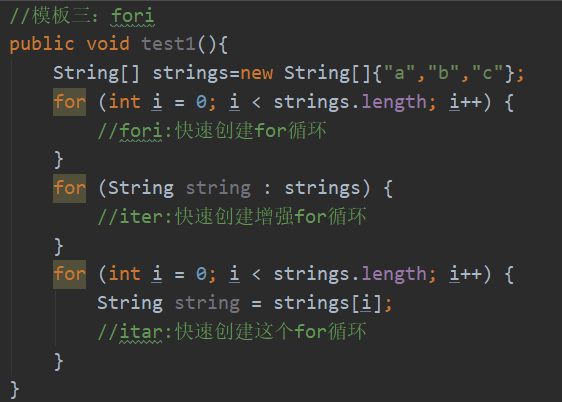 //模板三：fori
public void test1(){
    String[] strings=new String[]{"a","b","c"};
    for (int i = 0; i < strings.length; i++) {
        //fori:快速创建for循环
    }
    for (String string : strings) {
        //iter:快速创建增强for循环
    }
    for (int i = 0; i < strings.length; i++) {
        String string = strings[i];
        //itar:快速创建这个for循环
    }
}